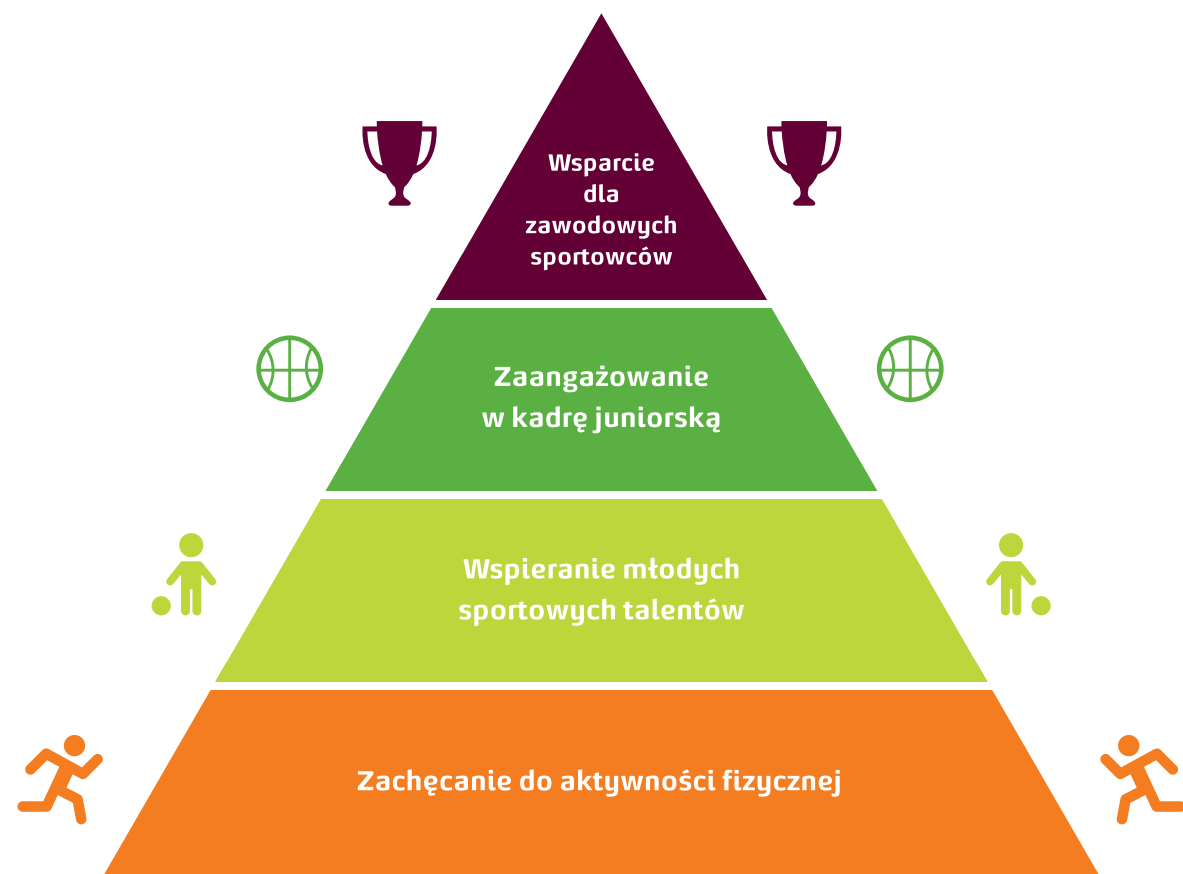 Wsparcie
dla
zawodowych
sportowców
Zaangażowanie
w kadrę juniorską
Wspieranie młodych
sportowych talentów
Zachęcanie do aktywności fizycznej